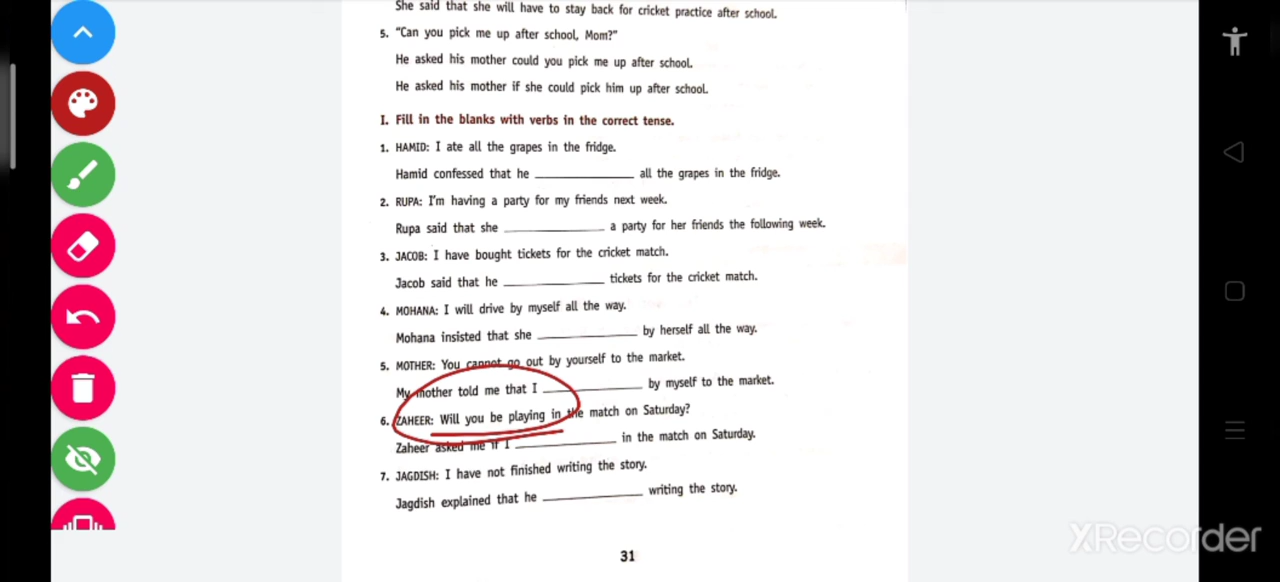 She said that she will have to stay back for cricket practice after school.
5. “Can you pick me up after school, Mom?”
He asked his mother could you pick me up after school.
He asked his mother if she could pick him up after school.
I. Fill in the blanks with verbs in the correct tense.
1. HAMID: I ate all the grapes in the fridge.
Hamid confessed that he ____________ all the grapes in the fridge.
2. RUPA: I’m having a party for my friends next week.
Rupa said that she ____________ a party for her friends the following week.
3. JACOB: I have bought tickets for the cricket match.
Jacob said that he ____________ tickets for the cricket match.
4. MOHANA: I will drive by myself all the way.
Mohana insisted that she ____________ by herself all the way.
5. MOTHER: You cannot go out by yourself to the market.
My mother told me that I ____________ by myself to the market.
6. ZAHEER: Will you be playing in the match on Saturday?
Zaheer asked me if I ____________ in the match on Saturday.
7. JAGDISH: I have not finished writing the story.
Jagdish explained that he ____________ writing the story.
31
XRecorder